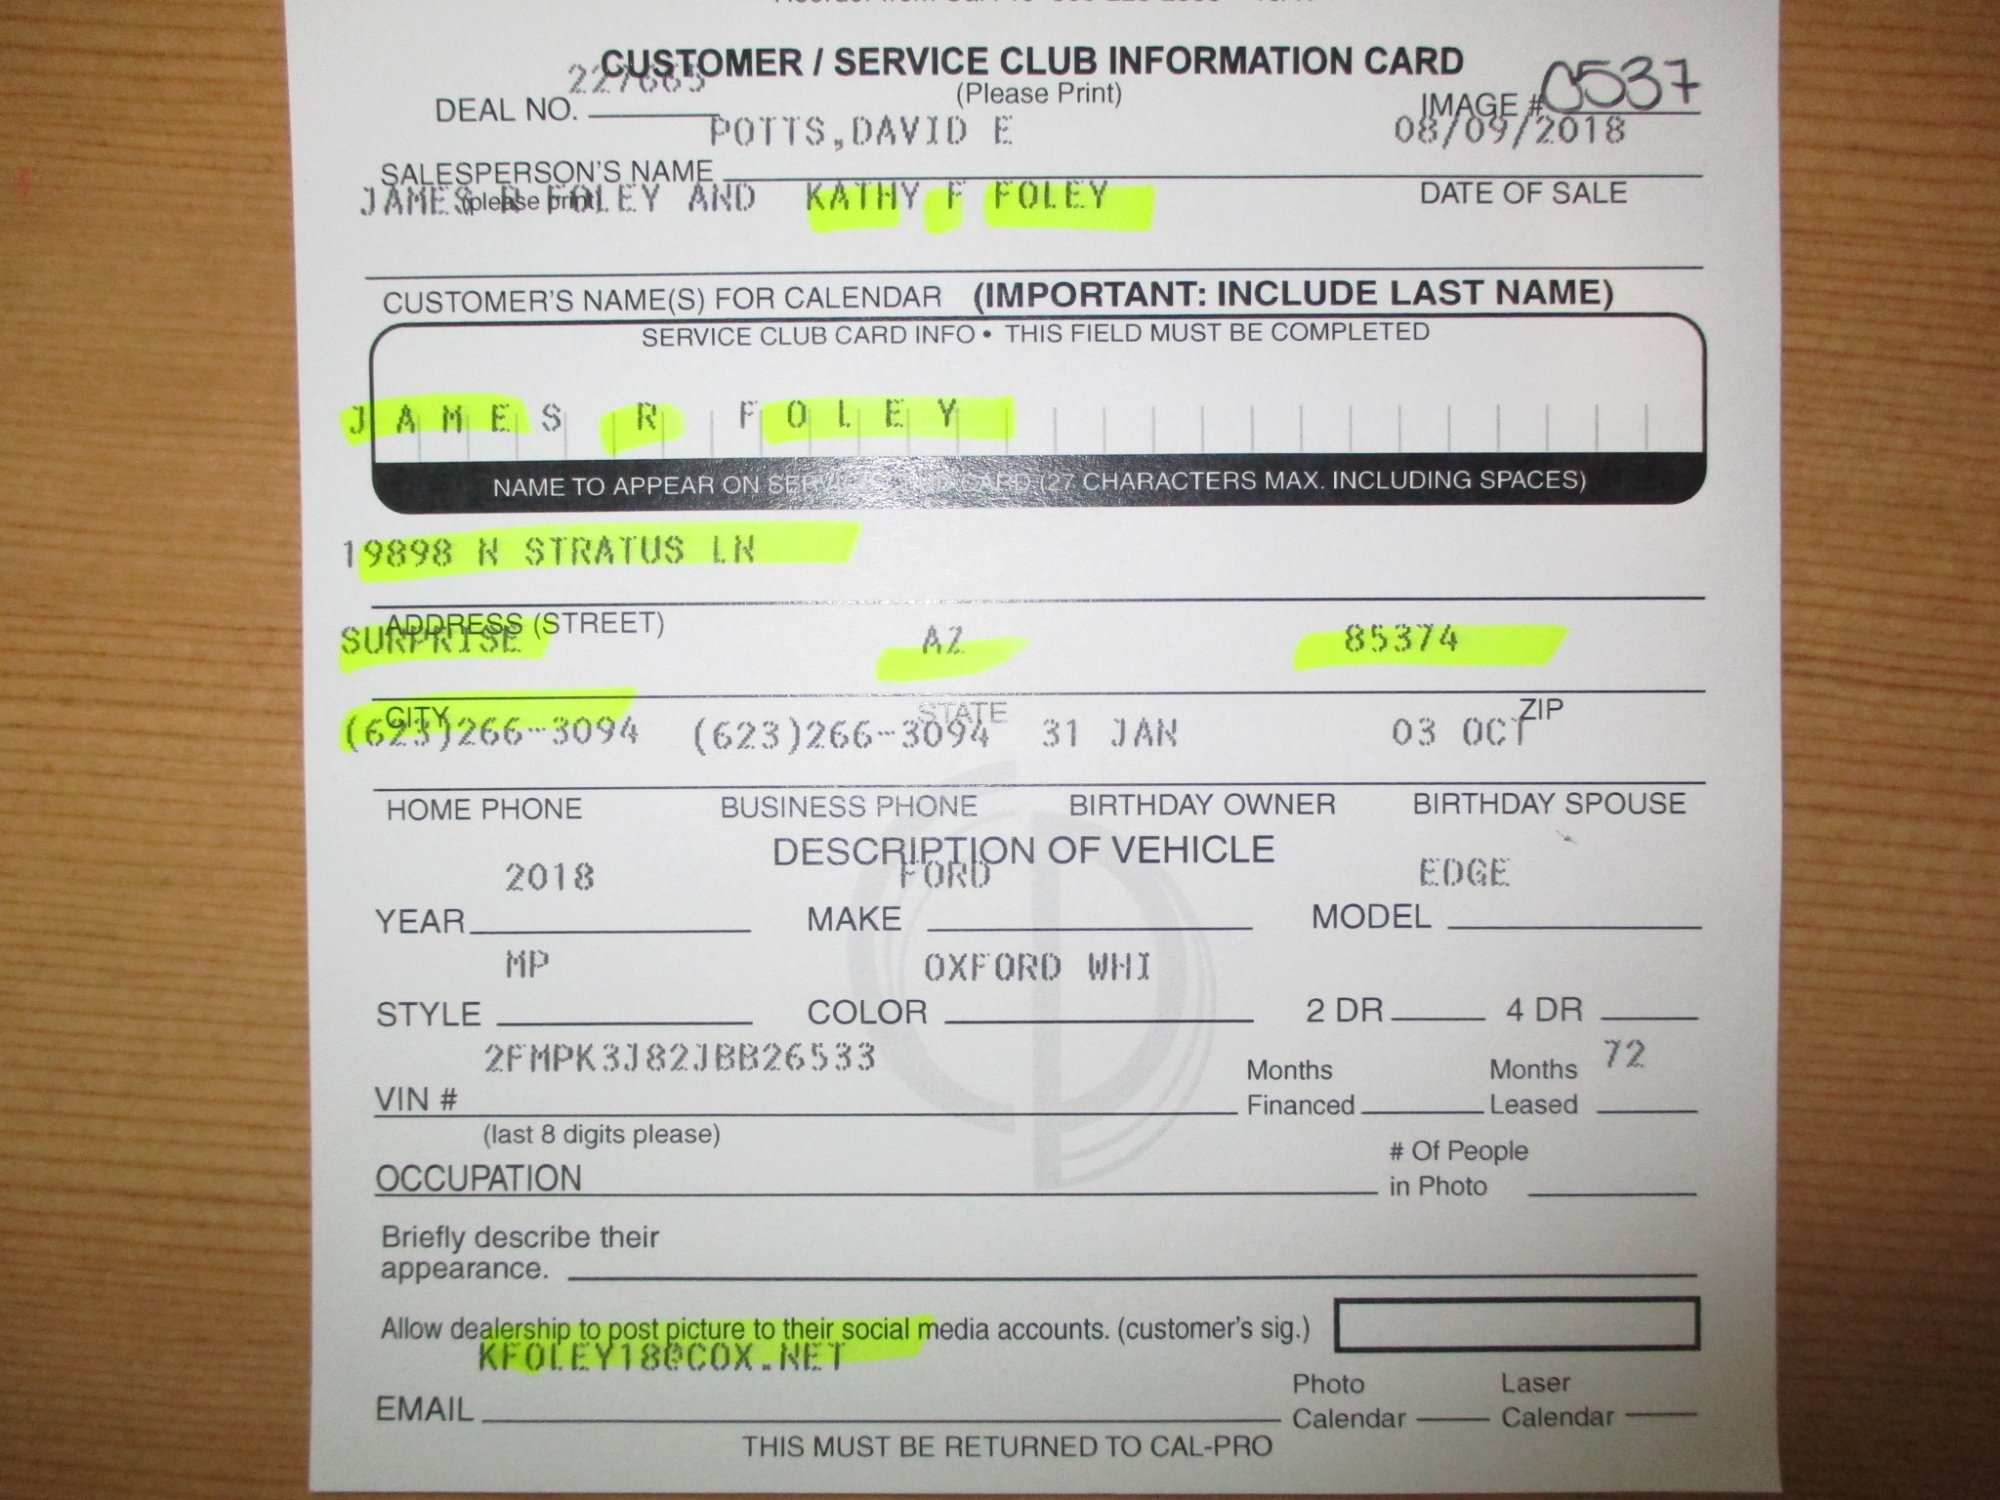 CUSTOMER / SERVICE CLUB INFORMATION CARD
(Please Print)
DEAL NO. 227665
IMAGE # 0537
POTTS,DAVID E 08/09/2018
SALESPERSON'S NAME
(please print)
DATE OF SALE
JAMES R FOLEY AND KATHY F FOLEY
CUSTOMER'S NAME(S) FOR CALENDAR (IMPORTANT: INCLUDE LAST NAME)
SERVICE CLUB CARD INFO • THIS FIELD MUST BE COMPLETED
JAMES R FOLEY
NAME TO APPEAR ON SERVICE CLUB CARD (27 CHARACTERS MAX. INCLUDING SPACES)
19898 N STRATUS LN
ADDRESS (STREET)
SURPRISE AZ 85374
CITY STATE ZIP
(623)266-3094 (623)266-3094 31 JAN 03 OCT
HOME PHONE BUSINESS PHONE BIRTHDAY OWNER BIRTHDAY SPOUSE
DESCRIPTION OF VEHICLE
2018 FORD EDGE
YEAR MAKE MODEL
MP OXFORD WHI
STYLE COLOR 2 DR 4 DR
2FMPK3J82JBB26533 72
VIN # Months Financed Months Leased
(last 8 digits please)
OCCUPATION # Of People in Photo
Briefly describe their
appearance.
Allow dealership to post picture to their social media accounts. (customer's sig.)
KFOLEY18@COX.NET
EMAIL Photo Calendar Laser Calendar
THIS MUST BE RETURNED TO CAL-PRO